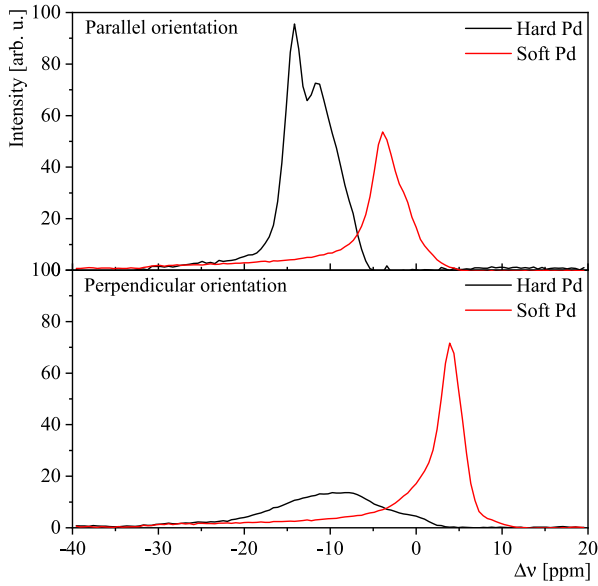 Parallel orientation
Hard Pd
Soft Pd
Intensity [arb. u.]
100
80
60
40
20
100
Perpendicular orientation
Hard Pd
Soft Pd
80
60
40
20
0
-40 -30 -20 -10 0 10 20
Δν [ppm]